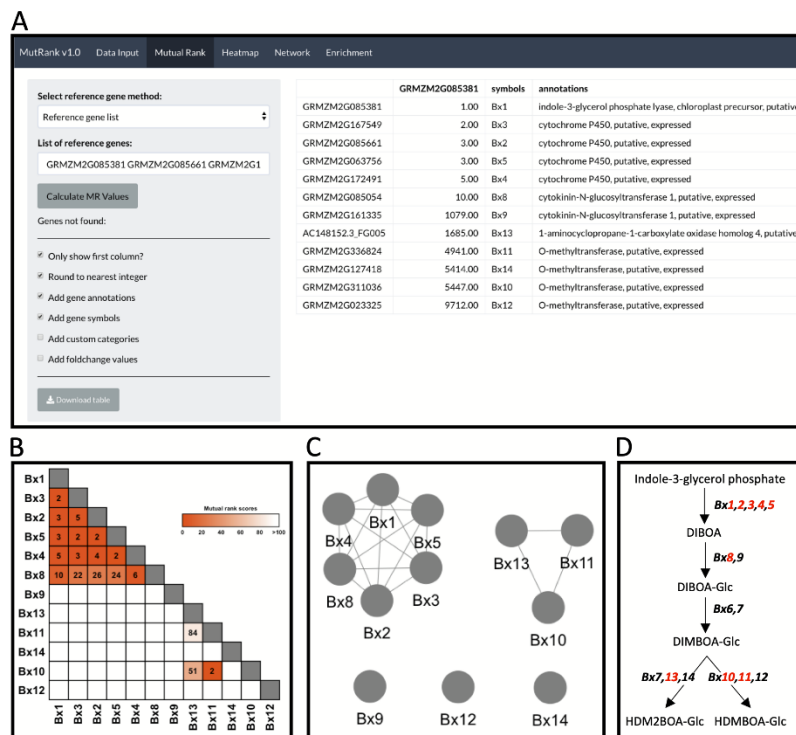 A
MutRank v1.0 Data Input Mutual Rank Heatmap Network Enrichment
Select reference gene method:
Reference gene list
List of reference genes:
GRMZM2G085381 GRMZM2G085661 GRMZM2G1
Calculate MR Values
Genes not found:
Only show first column?
Round to nearest integer
Add gene annotations
Add gene symbols
Add custom categories
Add foldchange values
Download table
GRMZM2G085381 symbols annotations
GRMZM2G085381 1.00 Bx1 indole-3-glycerol phosphate lyase, chloroplast precursor, putative
GRMZM2G167549 2.00 Bx3 cytochrome P450, putative, expressed
GRMZM2G085661 3.00 Bx2 cytochrome P450, putative, expressed
GRMZM2G063756 3.00 Bx5 cytochrome P450, putative, expressed
GRMZM2G172491 5.00 Bx4 cytochrome P450, putative, expressed
GRMZM2G085054 10.00 Bx8 cytokinin-N-glucosyltransferase 1, putative, expressed
GRMZM2G161335 1079.00 Bx9 cytokinin-N-glucosyltransferase 1, putative, expressed
AC148152.3_FG005 1685.00 Bx13 1-aminocyclopropane-1-carboxylate oxidase homolog 4, putative
GRMZM2G336824 4941.00 Bx11 O-methyltransferase, putative, expressed
GRMZM2G127418 5414.00 Bx14 O-methyltransferase, putative, expressed
GRMZM2G311036 5447.00 Bx10 O-methyltransferase, putative, expressed
GRMZM2G023325 9712.00 Bx12 O-methyltransferase, putative, expressed
B
Mutual rank scores
0 20 40 60 80 >100
Bx1
Bx3 2
Bx2 3 5
Bx5 3 2 2
Bx4 5 3 4 2
Bx8 10 22 26 24 6
Bx9
Bx13
Bx11 84
Bx14
Bx10 51 2
Bx12
Bx1 Bx3 Bx2 Bx5 Bx4 Bx8 Bx9 Bx13 Bx11 Bx14 Bx10 Bx12
C
Bx1
Bx4 Bx5
Bx8 Bx3
Bx2
Bx13 Bx11
Bx10
Bx9 Bx12 Bx14
D
Indole-3-glycerol phosphate
Bx1,2,3,4,5
DIBOA
Bx8,9
DIBOA-Glc
Bx6,7
DIMBOA-Glc
Bx7,13,14 Bx10,11,12
HDM2BOA-Glc HDMBOA-Glc